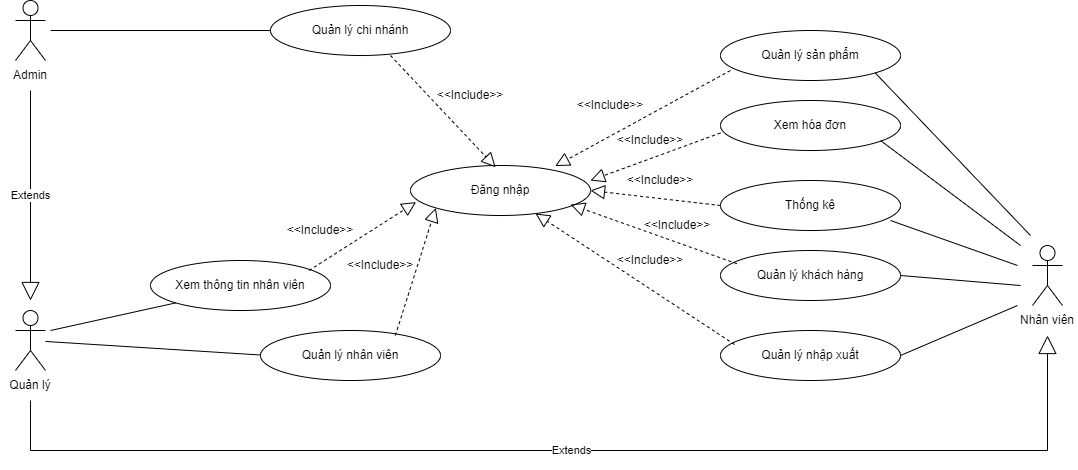 Quản lý chi nhánh
Quản lý sản phẩm
Admin
<<Include>>
<<Include>>
Xem hóa đơn
<<Include>>
Đăng nhập
<<Include>>
Extends
Thống kê
<<Include>>
<<Include>>
<<Include>>
<<Include>>
Xem thông tin nhân viên
Quản lý khách hàng
Nhân viên
Quản lý nhân viên
Quản lý nhập xuất
Quản lý
Extends